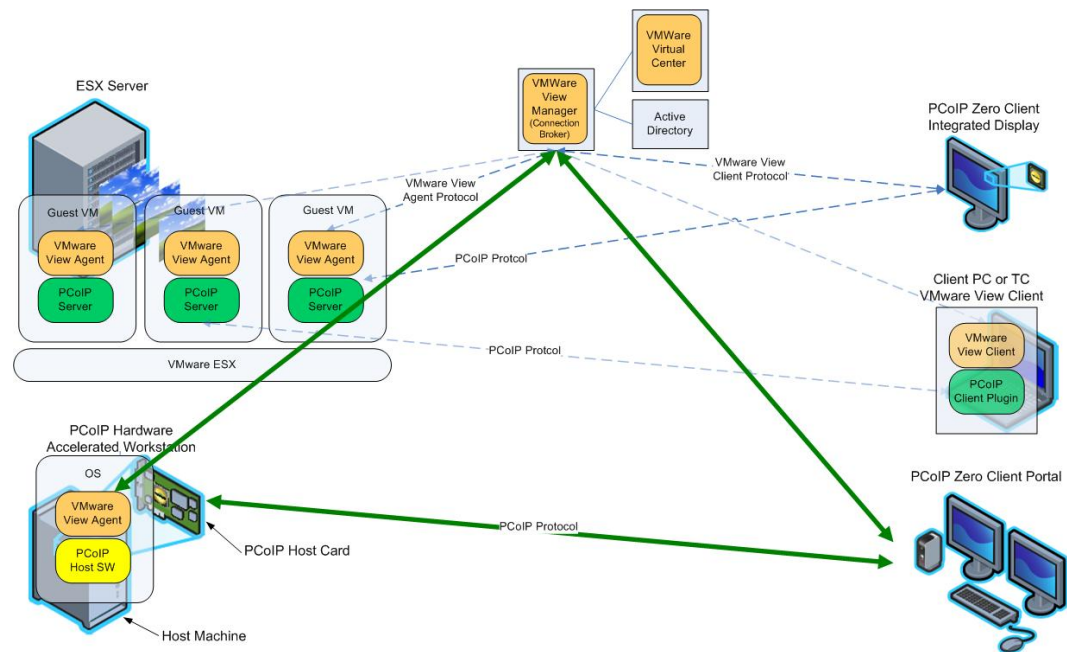 VMWare
Virtual
Center
ESX Server
VMWare
View
Manager
(Connection
Broker)
Active
Directory
PCoIP Zero Client
Integrated Display
VMware View
Client Protocol
VMware View
Agent Protocol
Guest VM
Guest VM
Guest VM
VMware
View Agent
VMware
View Agent
VMware
View Agent
PCoIP
Server
PCoIP
Server
PCoIP
Server
PCoIP Protcol
Client PC or TC
VMware View Client
VMware
View Client
PCoIP
Client Plugin
PCoIP Protcol
VMware ESX
PCoIP Hardware
Accelerated Workstation
OS
VMware
View Agent
PCoIP
Host SW
PCoIP Host Card
Host Machine
PCoIP Protocol
PCoIP Zero Client Portal